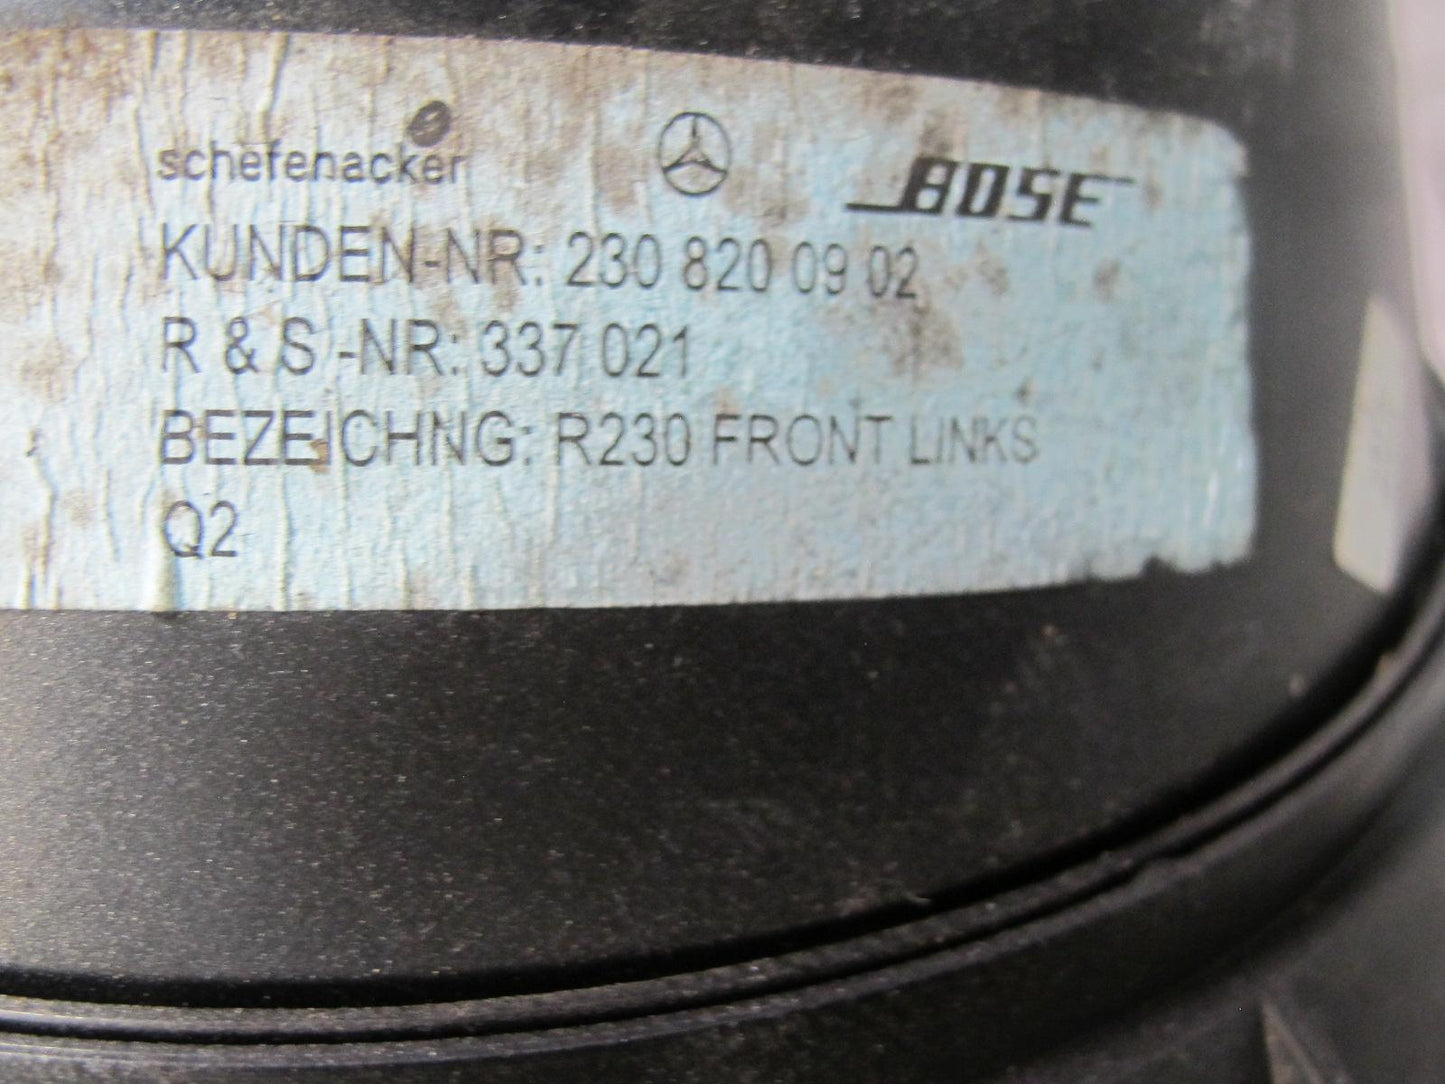 schefenacker BOSE
KUNDEN-NR: 230 820 09 02
R & S -NR: 337 021
BEZEICHNG: R230 FRONT LINKS
Q2